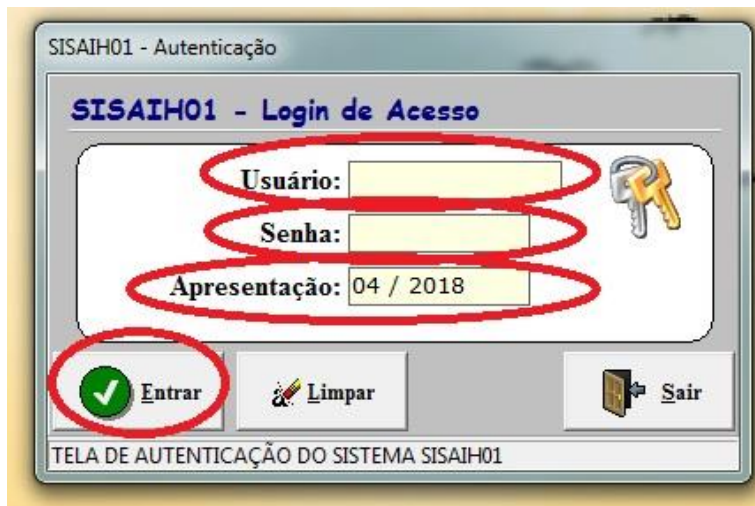 SISAIH01 - Autenticação
SISAIH01 - Login de Acesso
Usuário:
Senha:
Apresentação: 04 / 2018
Entrar Limpar Sair
TELA DE AUTENTICAÇÃO DO SISTEMA SISAIH01